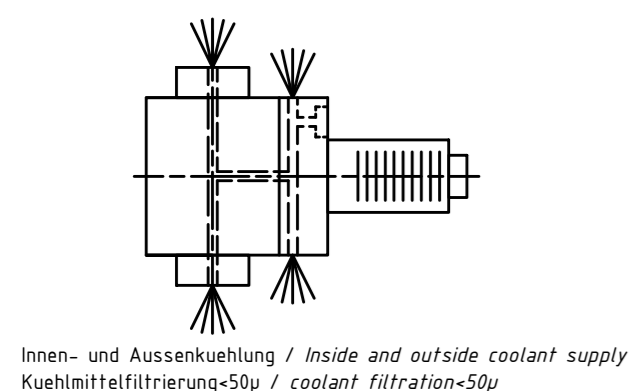 Innen- und Aussenkuehlung / Inside and outside coolant supply
Kuehlmittelfiltrierung<50µ / coolant filtration<50µ